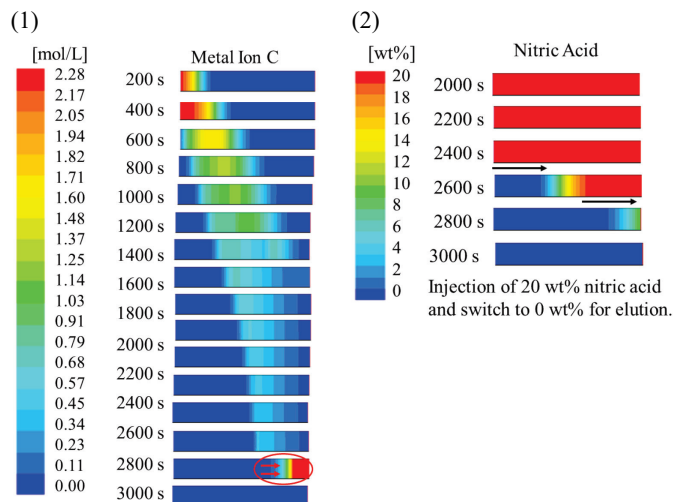 (1)
[mol/L]
Metal Ion C
2.28
2.17
2.05
1.94
1.82
1.71
1.60
1.48
1.37
1.25
1.14
1.03
0.91
0.79
0.68
0.57
0.45
0.34
0.23
0.11
0.00
200 s
400 s
600 s
800 s
1000 s
1200 s
1400 s
1600 s
1800 s
2000 s
2200 s
2400 s
2600 s
2800 s
3000 s
(2)
[wt%]
Nitric Acid
20
18
16
14
12
10
8
6
4
2
0
2000 s
2200 s
2400 s
2600 s
2800 s
3000 s
Injection of 20 wt% nitric acid
and switch to 0 wt% for elution.